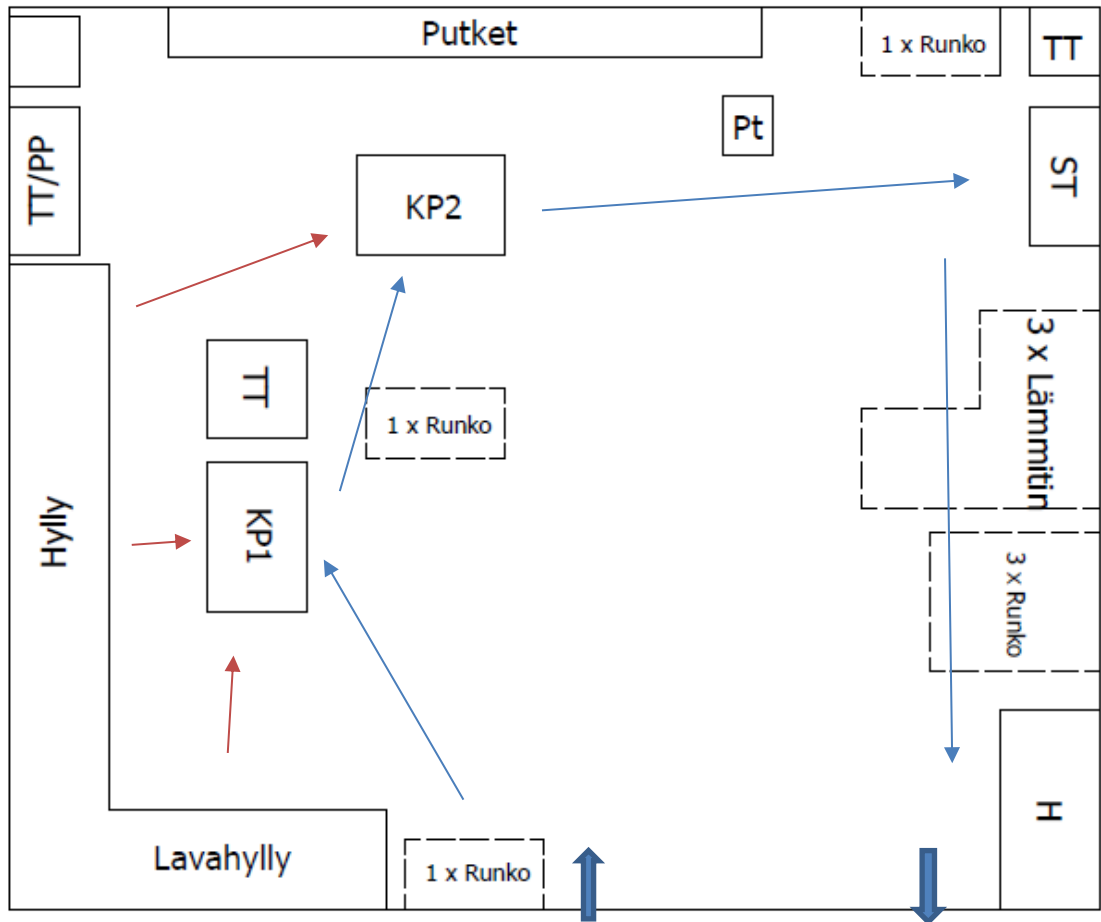 Putket
1 x Runko
TT
TT/PP
Pt
ST
KP2
3 x Lämmitin
TT
1 x Runko
Hylly
KP1
3 x Runko
H
Lavahylly
1 x Runko